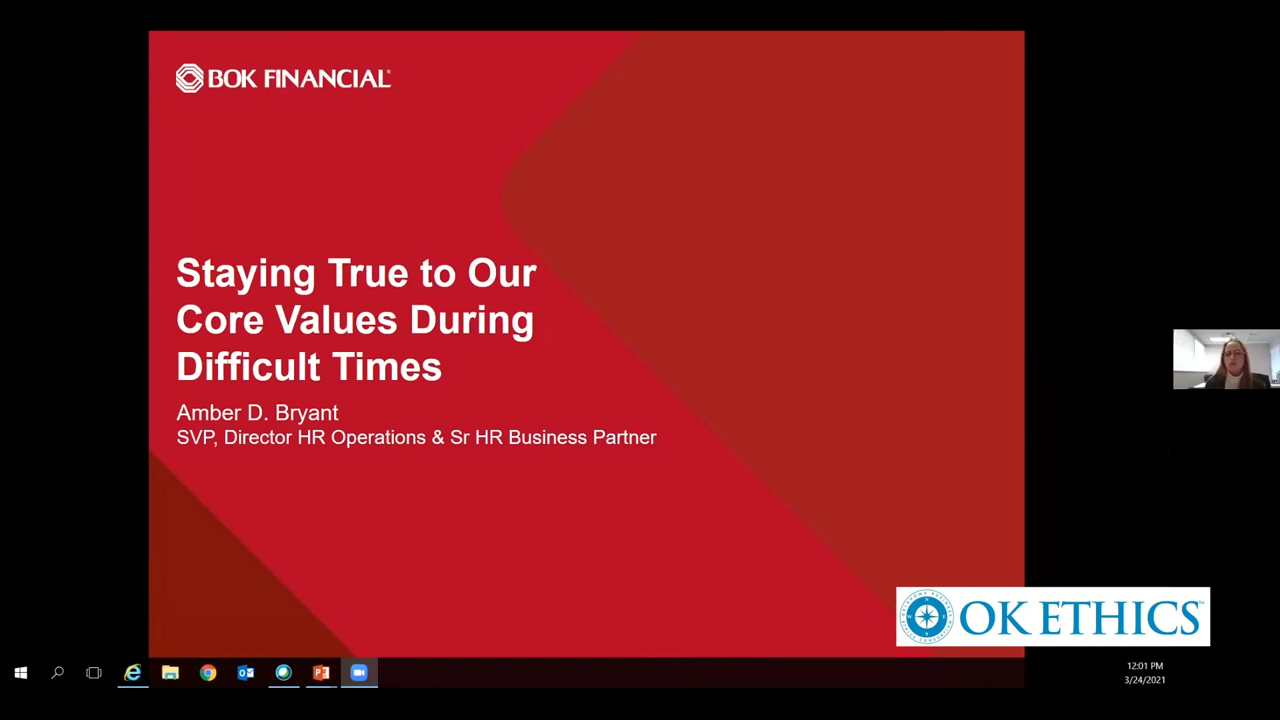 BOK FINANCIAL®
Staying True to Our
Core Values During
Difficult Times
Amber D. Bryant
SVP, Director HR Operations & Sr HR Business Partner
OK ETHICS
12:01 PM
3/24/2021